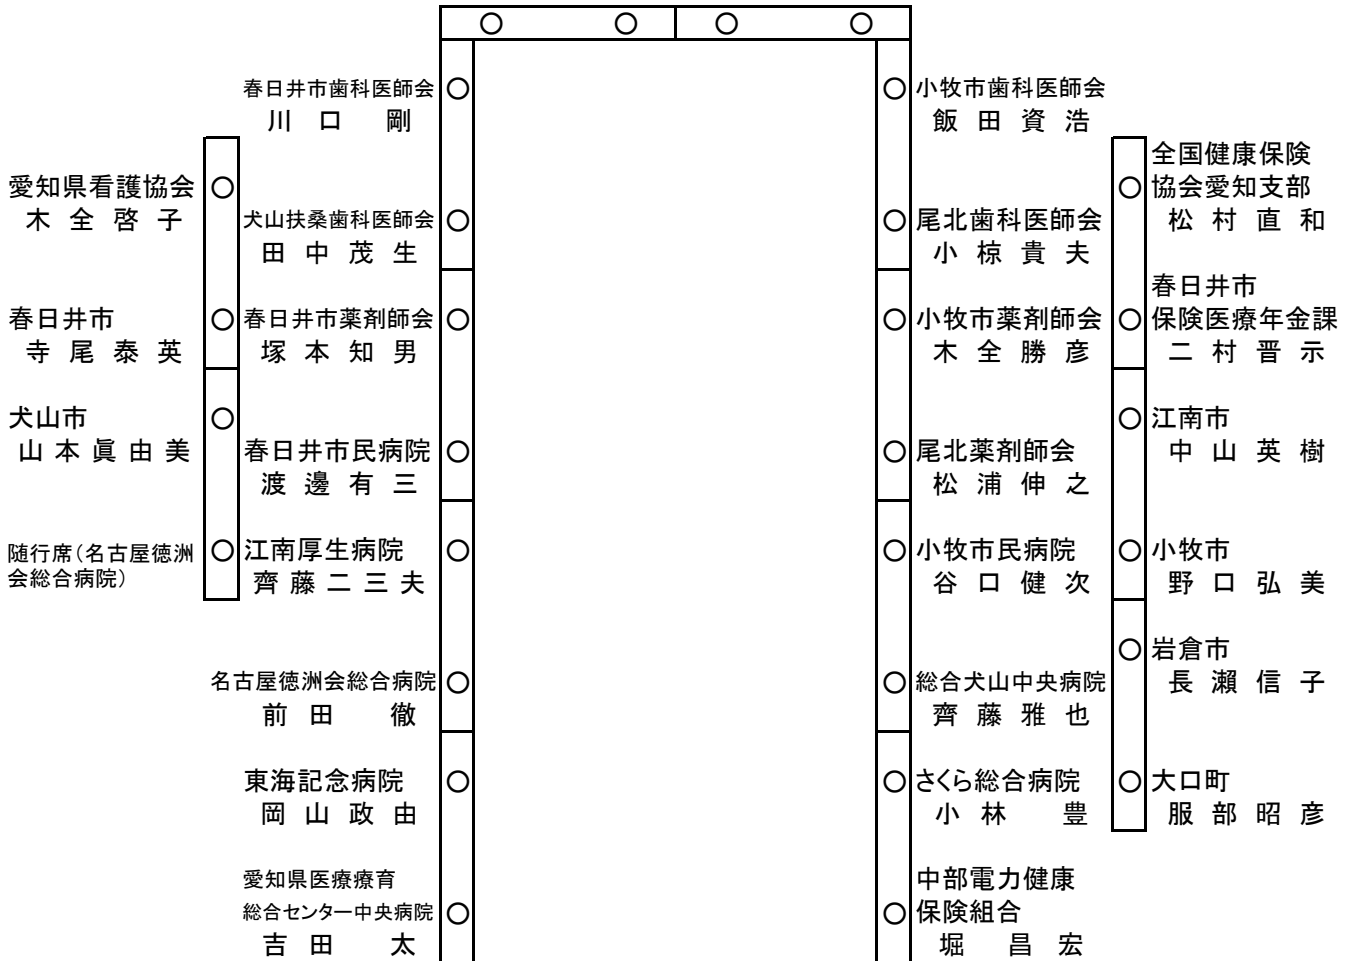 春日井市歯科医師会
川口　剛
愛知県看護協会
木全啓子
犬山扶桑歯科医師会
田中茂生
春日井市
寺尾泰英
春日井市薬剤師会
塚本知男
犬山市
山本眞由美
春日井市民病院
渡邊有三
随行席（名古屋徳洲
会総合病院）
江南厚生病院
齊藤二三夫
名古屋徳洲会総合病院
前田　徹
東海記念病院
岡山政由
愛知県医療療育
総合センター中央病院
吉田　太
小牧市歯科医師会
飯田資浩
全国健康保険
協会愛知支部
松村直和
尾北歯科医師会
小椋貴夫
春日井市
保険医療年金課
二村晋示
小牧市薬剤師会
木全勝彦
江南市
中山英樹
尾北薬剤師会
松浦伸之
小牧市民病院
谷口健次
小牧市
野口弘美
岩倉市
長瀬信子
総合犬山中央病院
齊藤雅也
さくら総合病院
小林　豊
大口町
服部昭彦
中部電力健康
保険組合
堀　昌宏